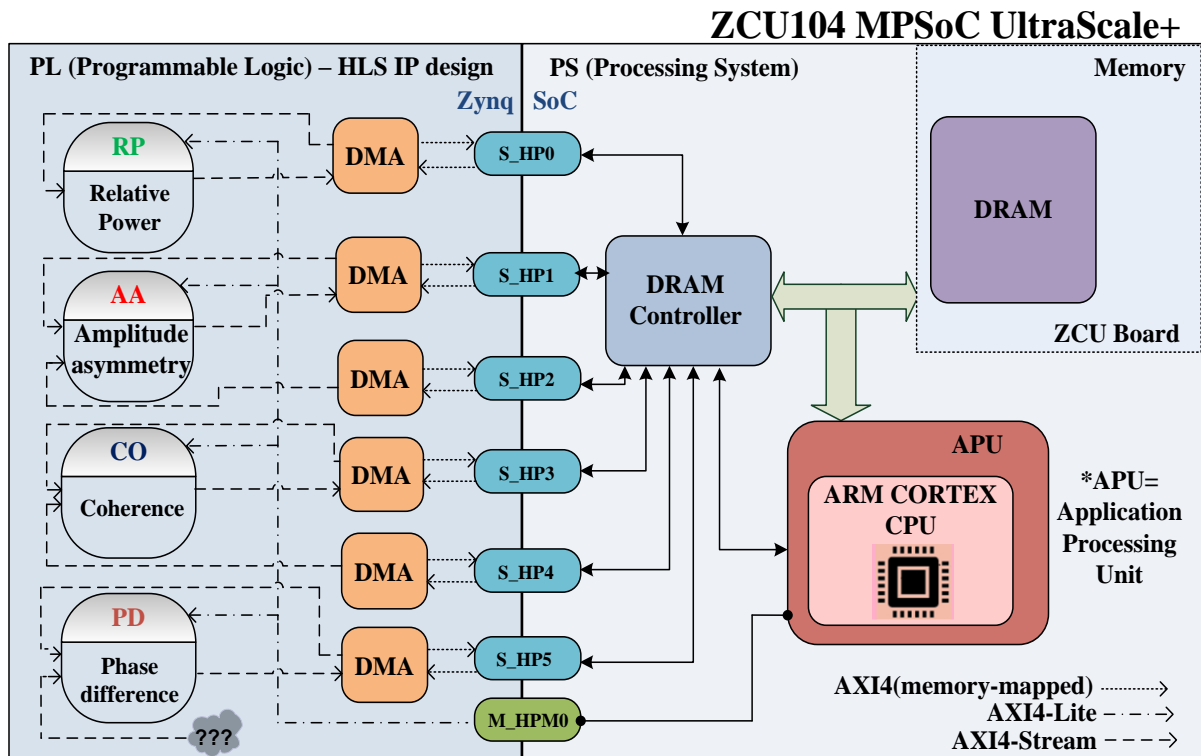 ZCU104 MPSoC UltraScale+
PL (Programmable Logic) – HLS IP design
PS (Processing System)
Memory
Zynq
SoC
RP
Relative
Power
DMA
S_HP0
DRAM
AA
Amplitude
asymmetry
DMA
S_HP1
DRAM
Controller
ZCU Board
DMA
S_HP2
CO
Coherence
DMA
S_HP3
APU
ARM CORTEX
CPU
*APU=
Application
Processing
Unit
DMA
S_HP4
PD
Phase
difference
DMA
S_HP5
M_HPM0
???
AXI4(memory-mapped)
AXI4-Lite
AXI4-Stream